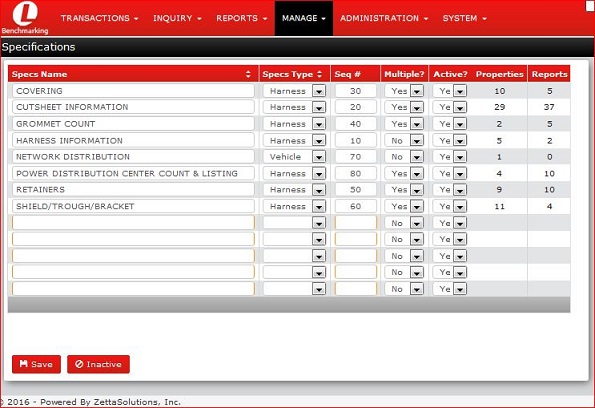 L TRANSACTIONS INQUIRY REPORTS MANAGE ADMINISTRATION SYSTEM
Benchmarking
Specifications
Specs Name Specs Type Seq # Multiple? Active? Properties Reports
COVERING Harness 30 Yes Ye 10 5
CUTSHEET INFORMATION Harness 20 Yes Ye 29 37
GROMMET COUNT Harness 40 Yes Ye 2 5
HARNESS INFORMATION Harness 10 No Ye 5 2
NETWORK DISTRIBUTION Vehicle 70 No Ye 1 0
POWER DISTRIBUTION CENTER COUNT & LISTING Harness 80 Yes Ye 4 10
RETAINERS Harness 50 Yes Ye 9 10
SHIELD/TROUGH/BRACKET Harness 60 Yes Ye 11 4
No Ye
No Ye
No Ye
No Ye
No Ye
Save Inactive
© 2016 - Powered By ZettaSolutions, Inc.